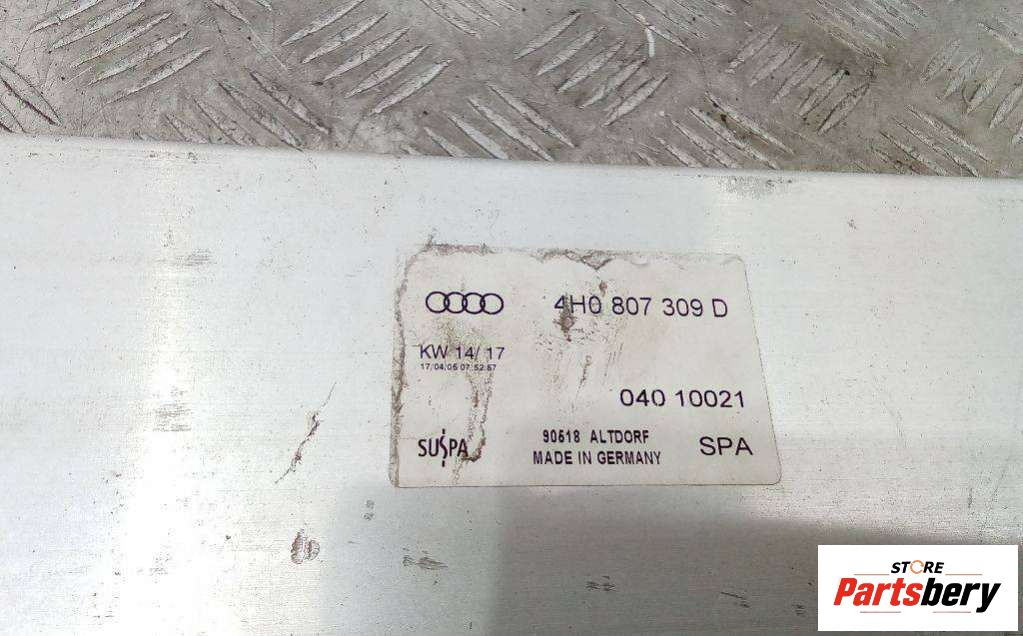 4H0 807 309 D
KW 14/ 17
17/04/05 07:52:57
040 10021
SUSPA
90518 ALTDORF
MADE IN GERMANY
SPA
STORE
Partsbery